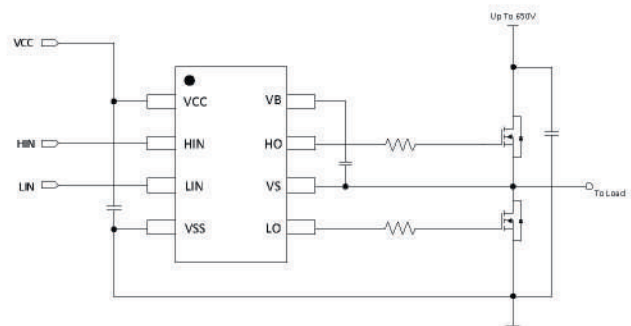 Up To 650V
VCC
VCC
VB
HIN
HIN
HO
LIN
LIN
VS
To Load
VSS
LO